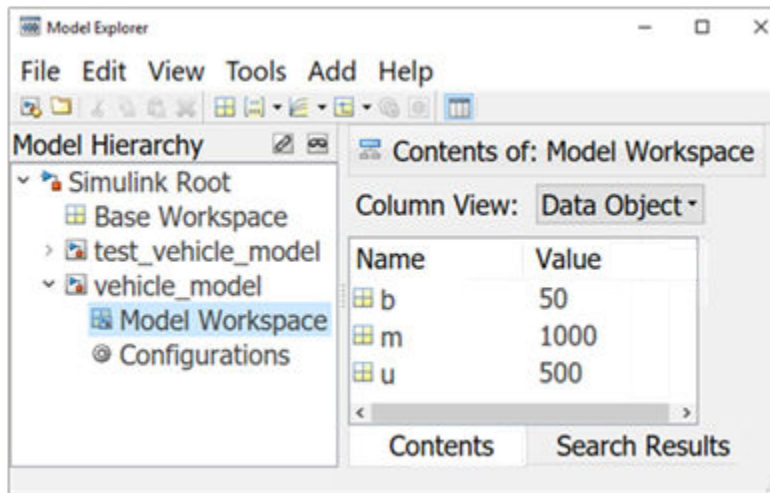 Model Explorer
File Edit View Tools Add Help
Model Hierarchy
Simulink Root
Base Workspace
test_vehicle_model
vehicle_model
Model Workspace
Configurations
Contents of: Model Workspace
Column View: Data Object
Name Value
b 50
m 1000
u 500
Contents Search Results